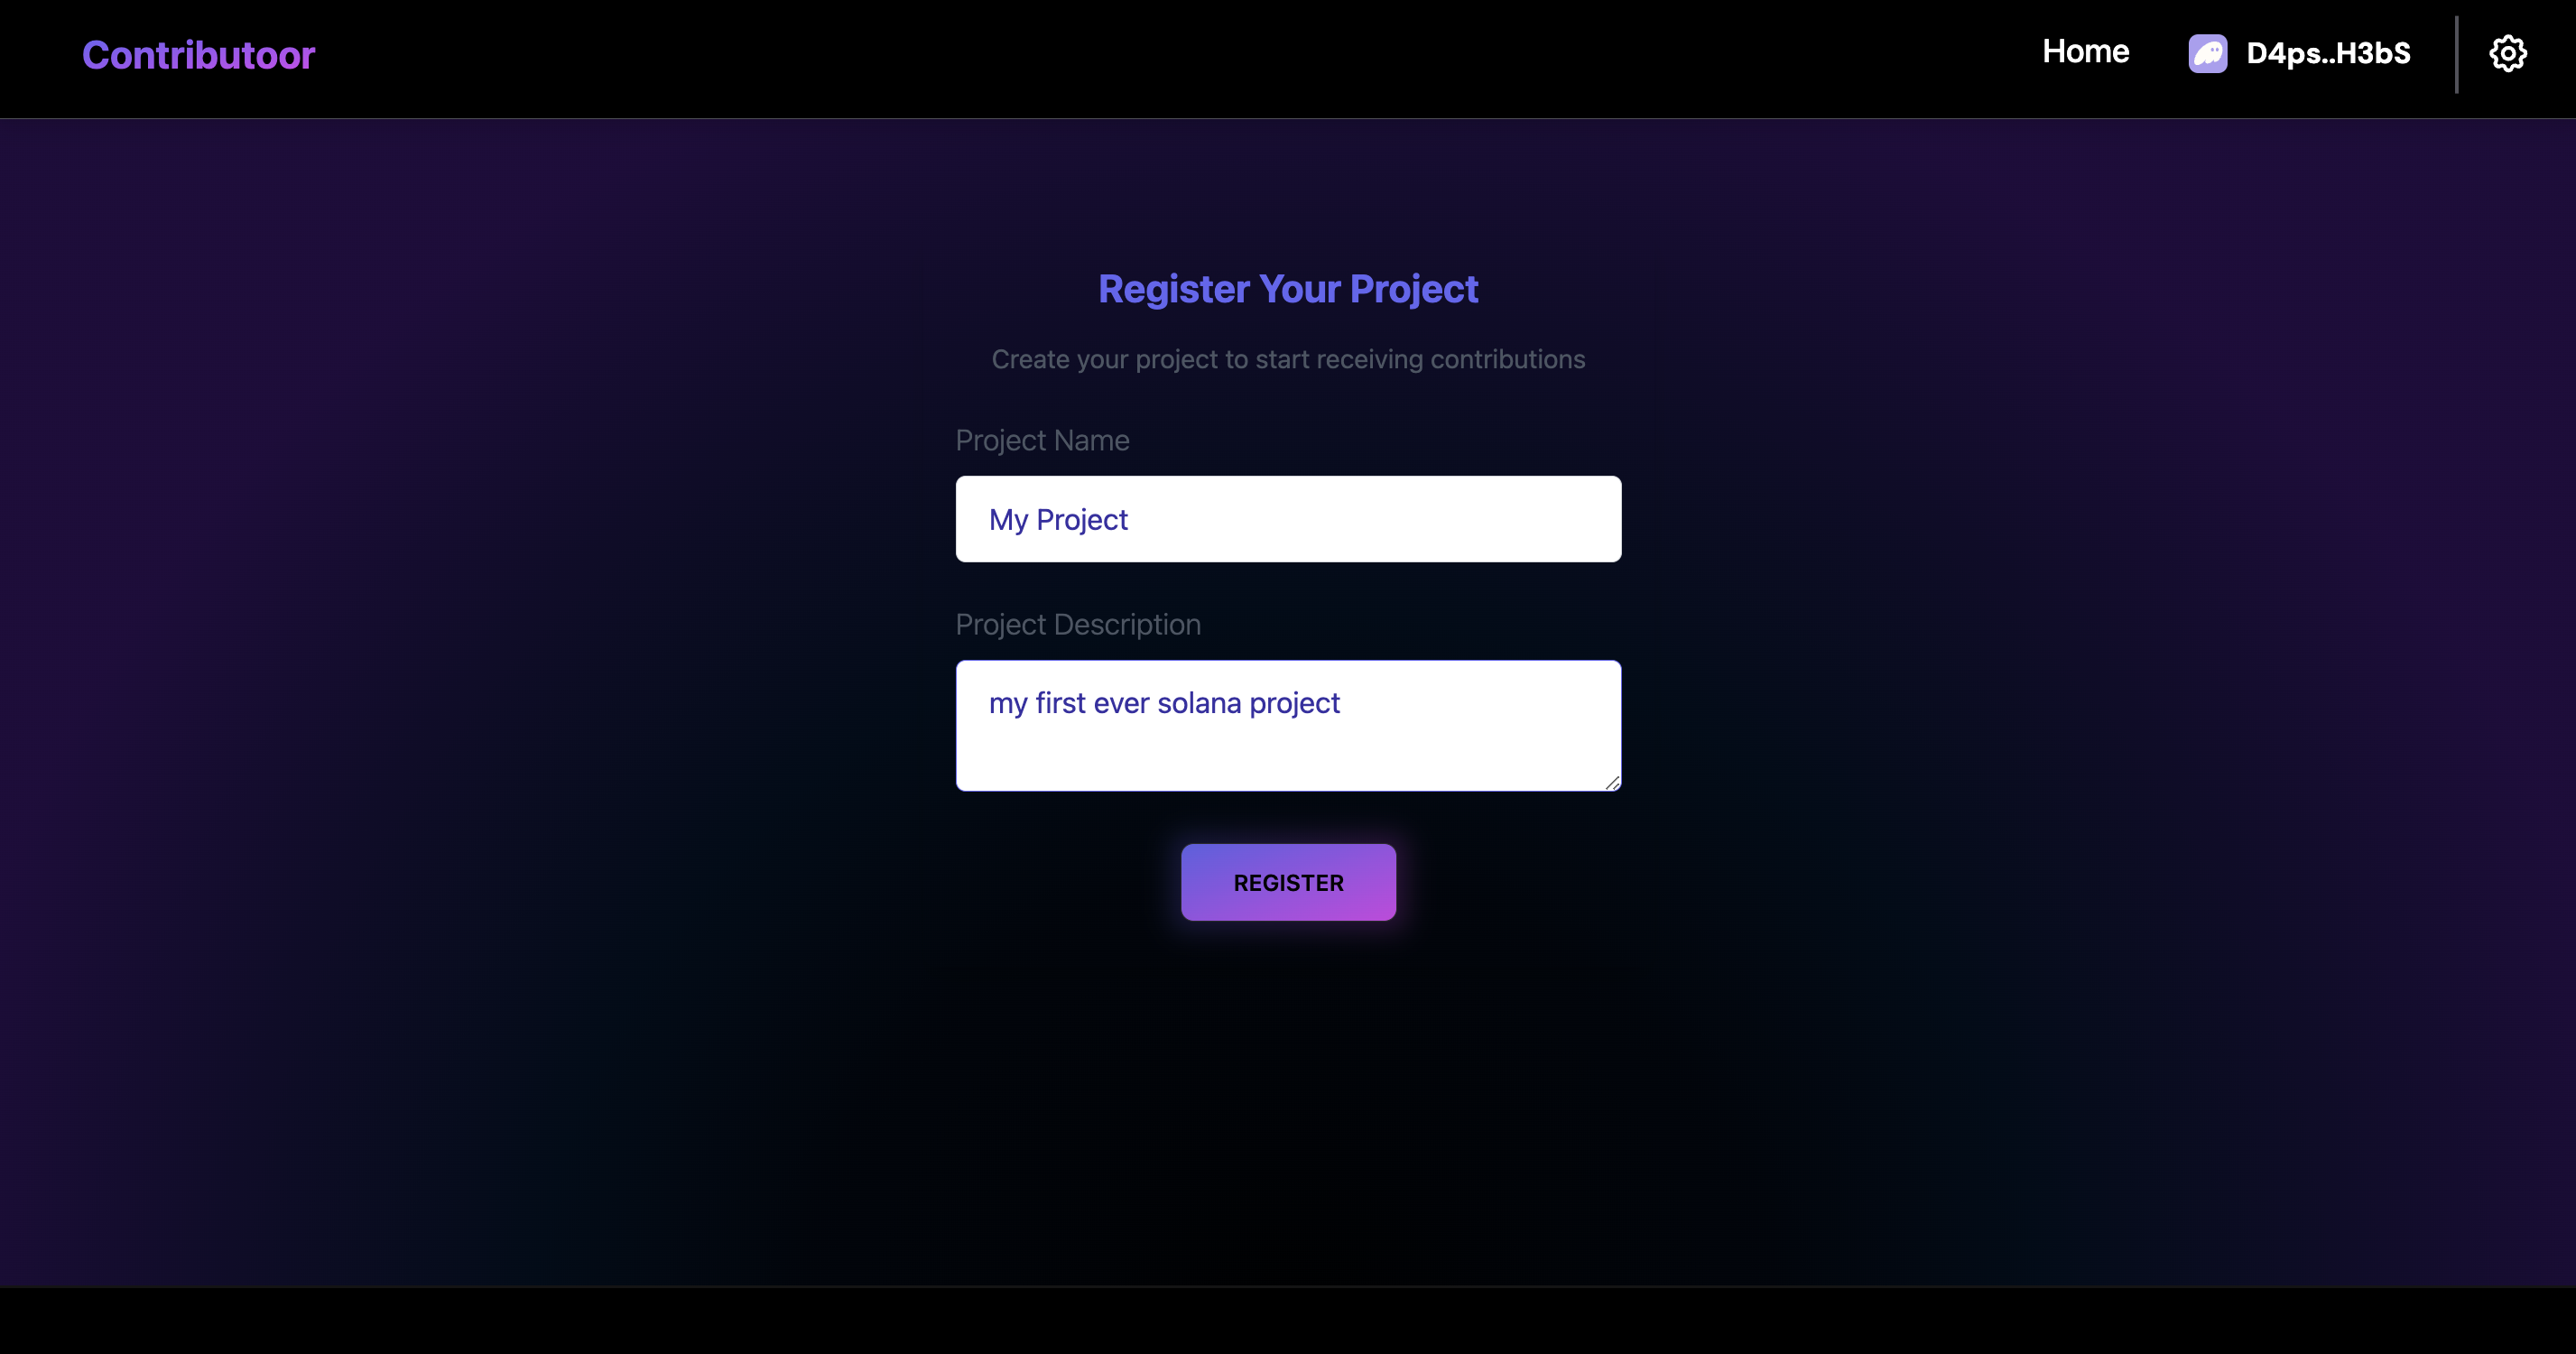 Contributoor
Home
D4ps..H3bS
Register Your Project
Create your project to start receiving contributions
Project Name
My Project
Project Description
my first ever solana project
REGISTER